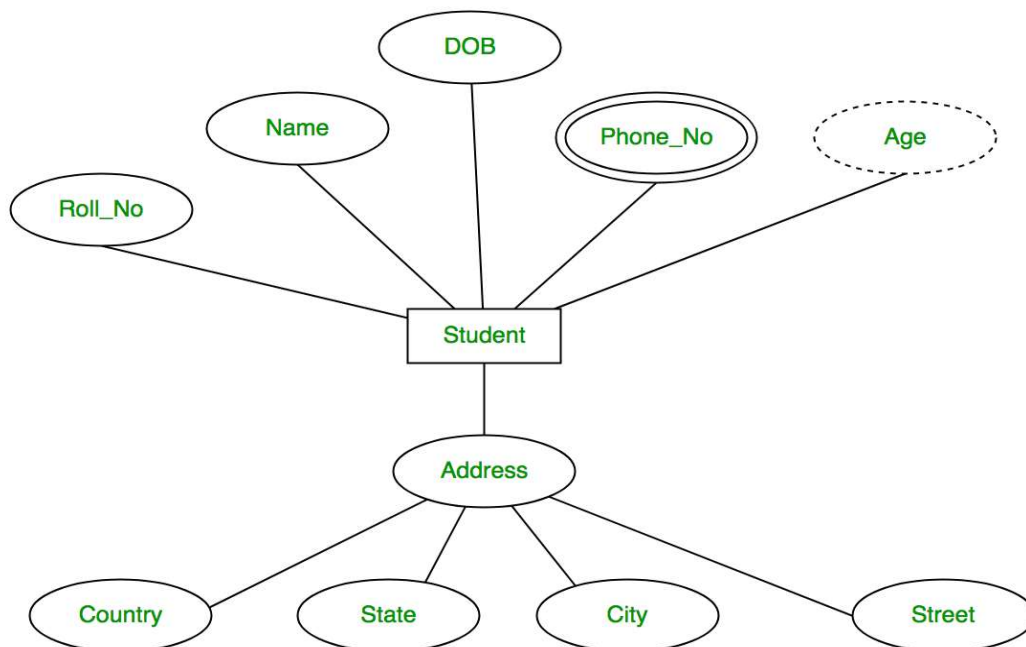 DOB
Name
Phone_No
Age
Roll_No
Student
Address
Country
State
City
Street